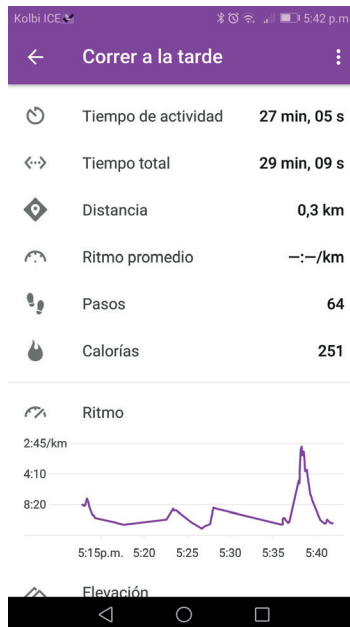 Kolbi ICE 5:42 p.m.
Correr a la tarde
Tiempo de actividad 27 min, 05 s
Tiempo total 29 min, 09 s
Distancia 0,3 km
Ritmo promedio –:–/km
Pasos 64
Calorías 251
Ritmo
2:45/km
4:10
8:20
5:15p.m. 5:20 5:25 5:30 5:35 5:40
Elevación